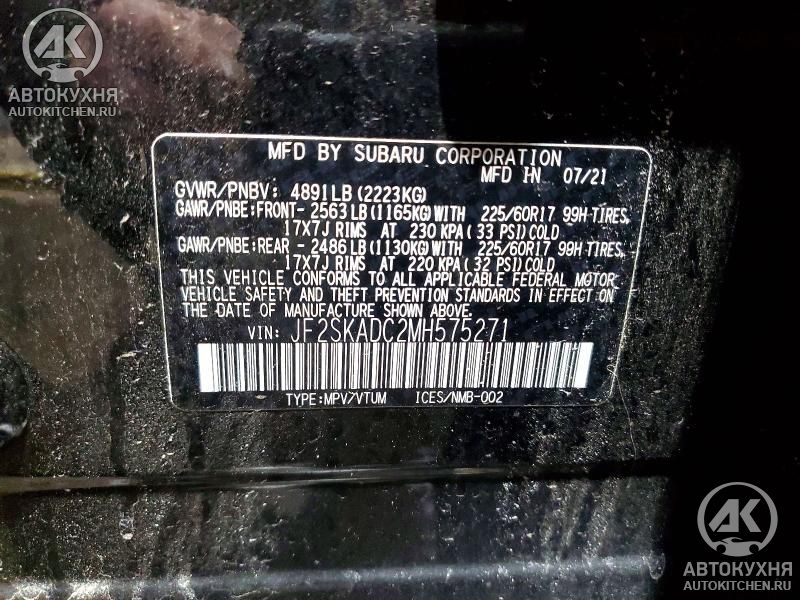 AK
АВТОКУХНЯ
AUTOKITCHEN.RU
MFD BY SUBARU CORPORATION
MFD IN 07/21
GVWR/PNBV: 4891LB (2223KG)
GAWR/PNBE:FRONT- 2563 LB (1165KG) WITH 225/60R17 99H TIRES,
17X7J RIMS AT 230 KPA (33 PSI) COLD
GAWR/PNBE:REAR - 2486 LB (1130KG) WITH 225/60R17 99H TIRES,
17X7J RIMS AT 220 KPA (32 PSI) COLD
THIS VEHICLE CONFORMS TO ALL APPLICABLE FEDERAL MOTOR
VEHICLE SAFETY AND THEFT PREVENTION STANDARDS IN EFFECT ON
THE DATE OF MANUFACTURE SHOWN ABOVE.
VIN: JF2SKADC2MH575271
TYPE:MPV7VTUM ICES/NMB-002
AK
АВТОКУХНЯ
AUTOKITCHEN.RU